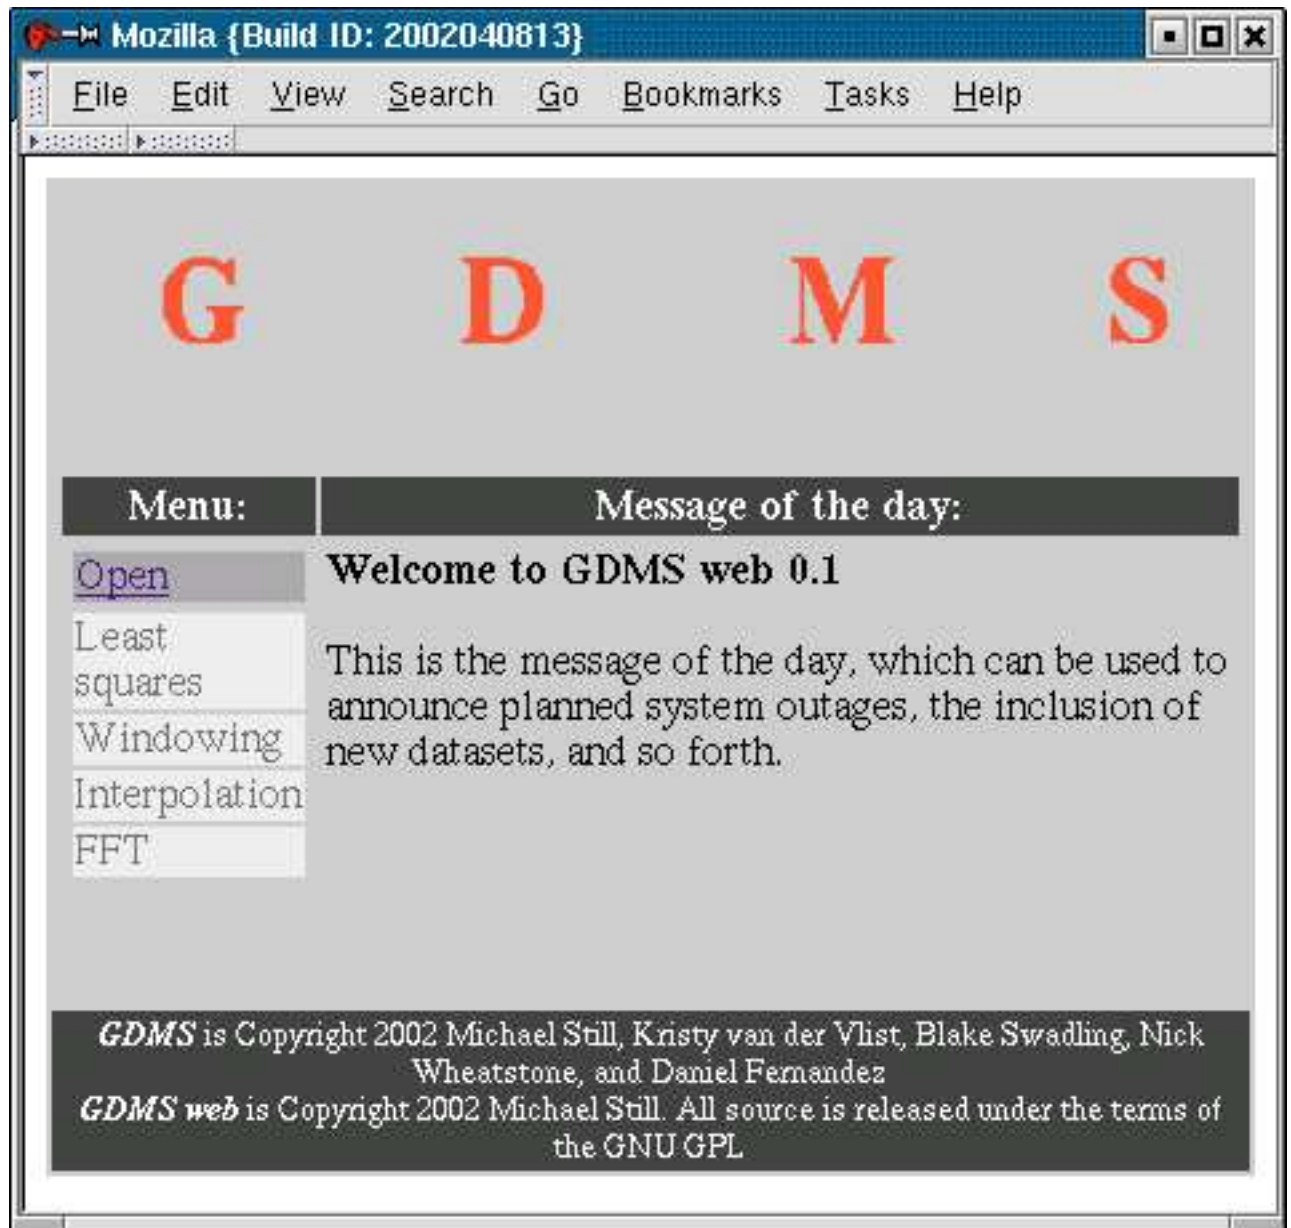 Mozilla {Build ID: 2002040813}
File Edit View Search Go Bookmarks Tasks Help
G D M S
Menu:
Message of the day:
Open
Least
squares
Windowing
Interpolation
FFT
Welcome to GDMS web 0.1
This is the message of the day, which can be used to
announce planned system outages, the inclusion of
new datasets, and so forth.
GDMS is Copyright 2002 Michael Still, Kristy van der Vlist, Blake Swadling, Nick
Wheatstone, and Daniel Fernandez
GDMS web is Copyright 2002 Michael Still. All source is released under the terms of
the GNU GPL